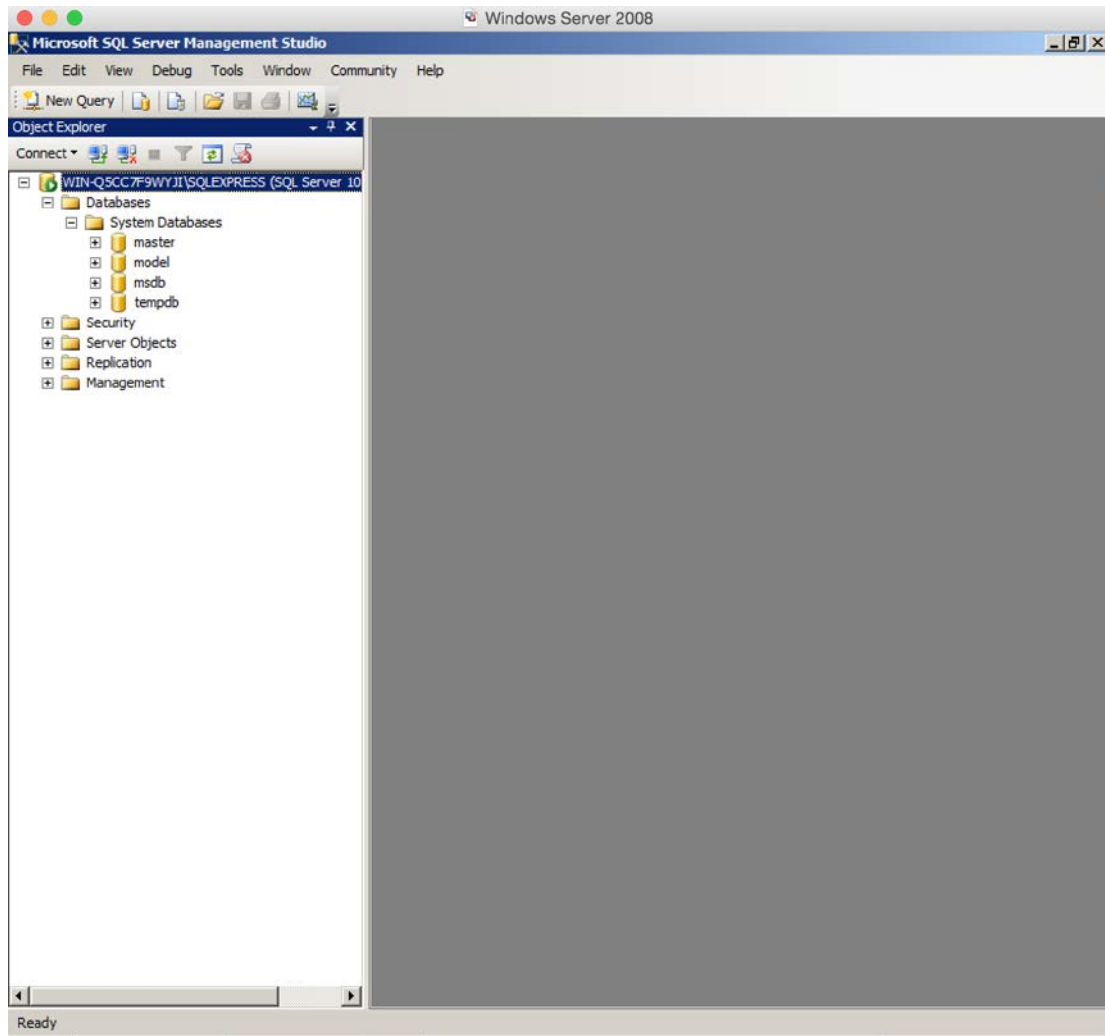 Windows Server 2008
Microsoft SQL Server Management Studio
File Edit View Debug Tools Window Community Help
New Query
Object Explorer
Connect
WIN-Q5CC7F9WYJI\SQLEXPRESS (SQL Server 10
Databases
System Databases
master
model
msdb
tempdb
Security
Server Objects
Replication
Management
Ready